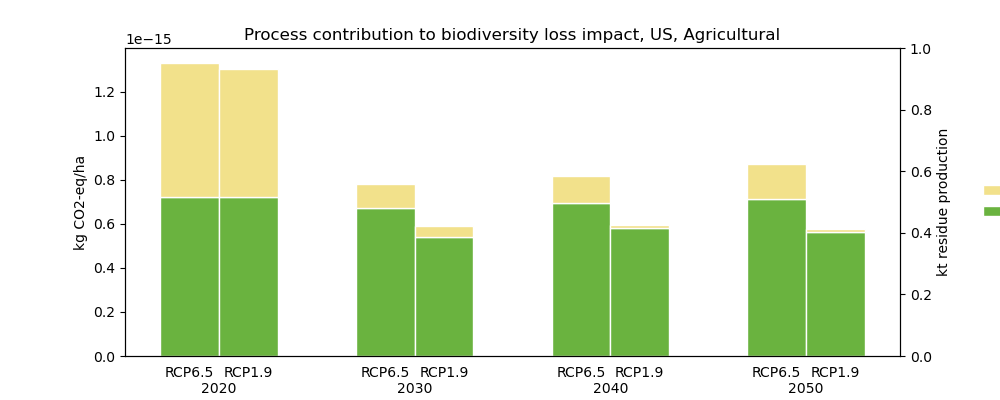 Process contribution to biodiversity loss impact, US, Agricultural
1e−15
1.2
1.0
0.8
0.6
0.4
0.2
0.0
kg CO2-eq/ha
1.0
0.8
0.6
0.4
0.2
0.0
kt residue production
RCP6.5 RCP1.9 RCP6.5 RCP1.9 RCP6.5 RCP1.9 RCP6.5 RCP1.9
2020 2030 2040 2050